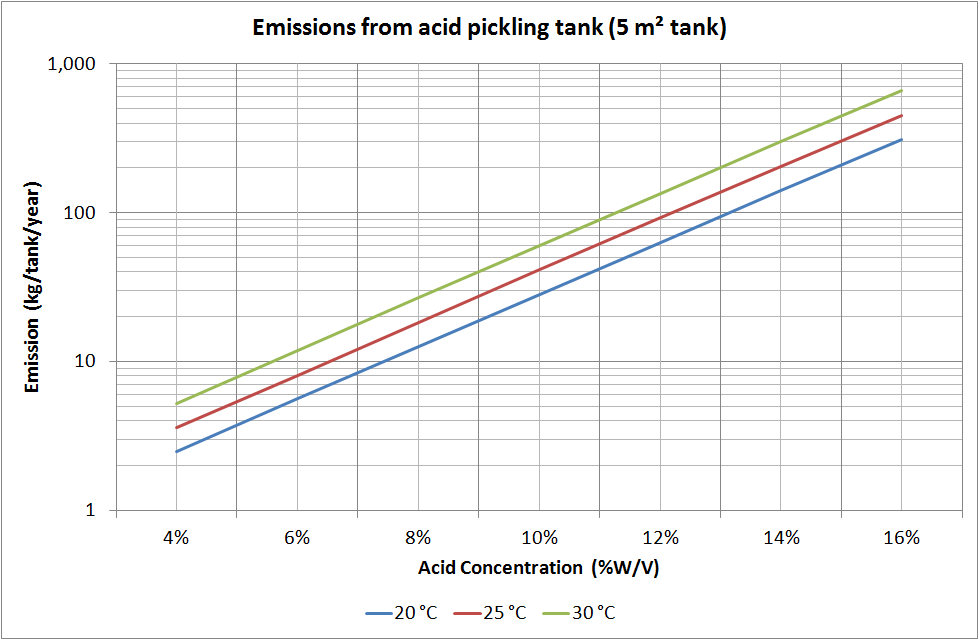 Emissions from acid pickling tank (5 m² tank)
1,000
100
10
1
Emission (kg/tank/year)
4% 6% 8% 10% 12% 14% 16%
Acid Concentration (%W/V)
20 °C 25 °C 30 °C